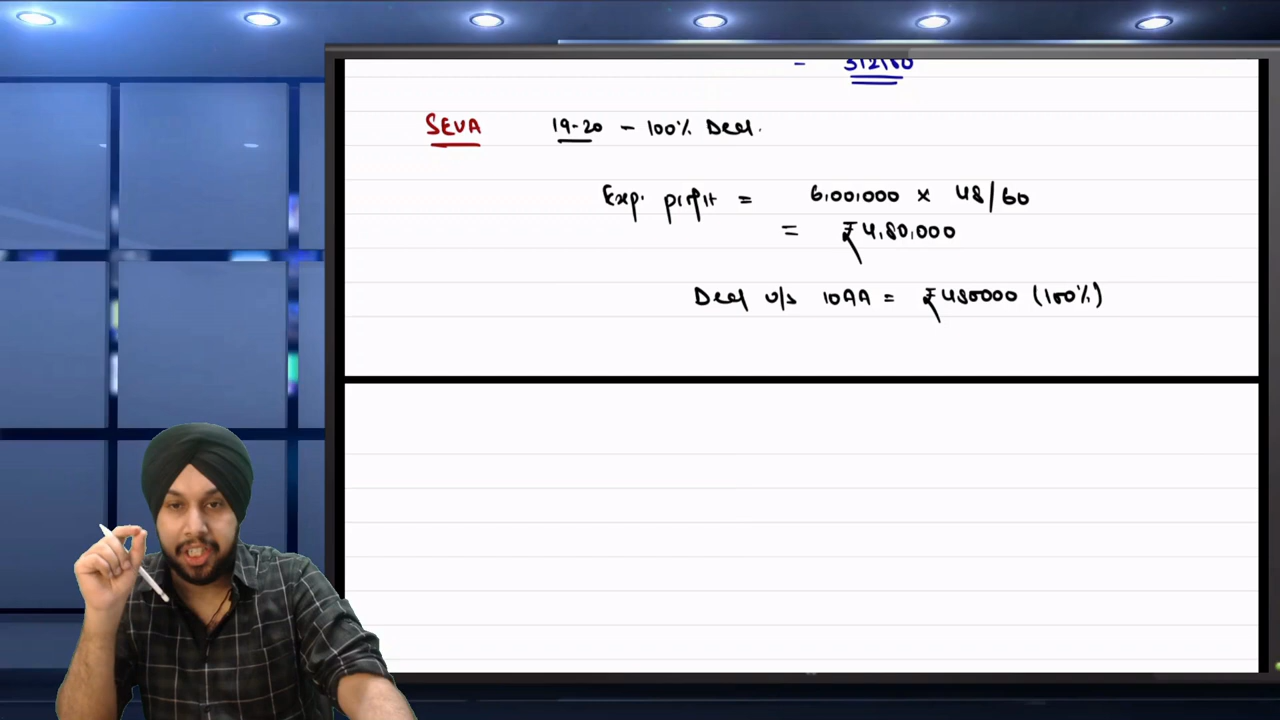 - 312180
SEVA 19-20 - 100% Ded.
Exp. profit = 6,00,000 × 48/60
= ₹4,80,000
Ded u/s 10AA = ₹480000 (100%)